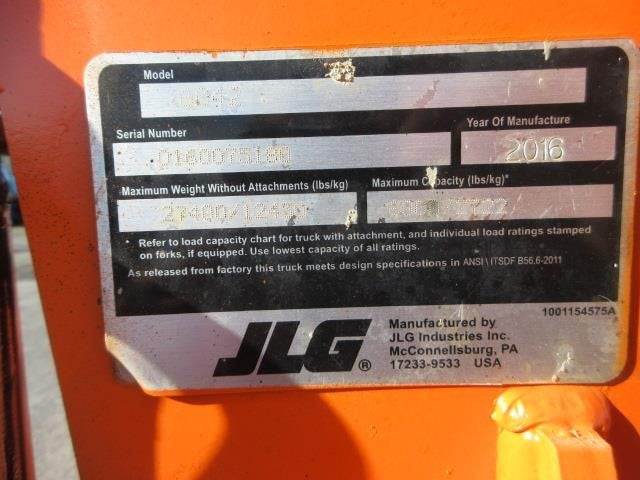 Model
Serial Number
Year Of Manufacture
2016
Maximum Weight Without Attachments (lbs/kg)
Maximum Capacity (lbs/kg)*
* Refer to load capacity chart for truck with attachment, and individual load ratings stamped
on forks, if equipped. Use lowest capacity of all ratings.
As released from factory this truck meets design specifications in ANSI \ ITSDF B56.6-2011
1001154575A
JLG®
Manufactured by
JLG Industries Inc.
McConnellsburg, PA
17233-9533 USA